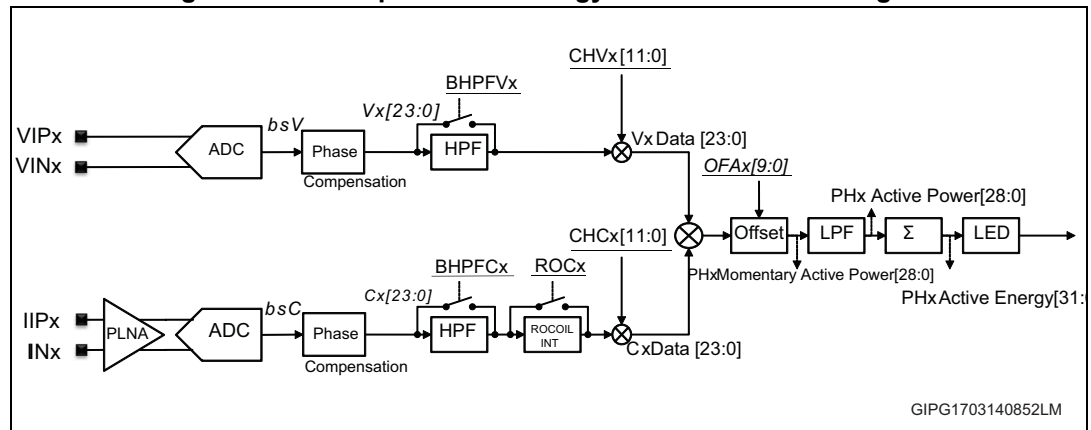 CHVx[11:0]
BHPFVx
Vx[23:0]
bsV
VIPx
VINx
ADC
Phase
Compensation
HPF
VxData [23:0]
OFAx[9:0]
PHx Active Power[28:0]
Offset
LPF
Σ
LED
PHxMomentary Active Power[28:0]
PHxActive Energy[31:0
CHCx[11:0]
BHPFCx
ROCx
Cx[23:0]
bsC
IIPx
INx
PLNA
ADC
Phase
Compensation
HPF
ROCOIL
INT
CxData [23:0]
GIPG1703140852LM